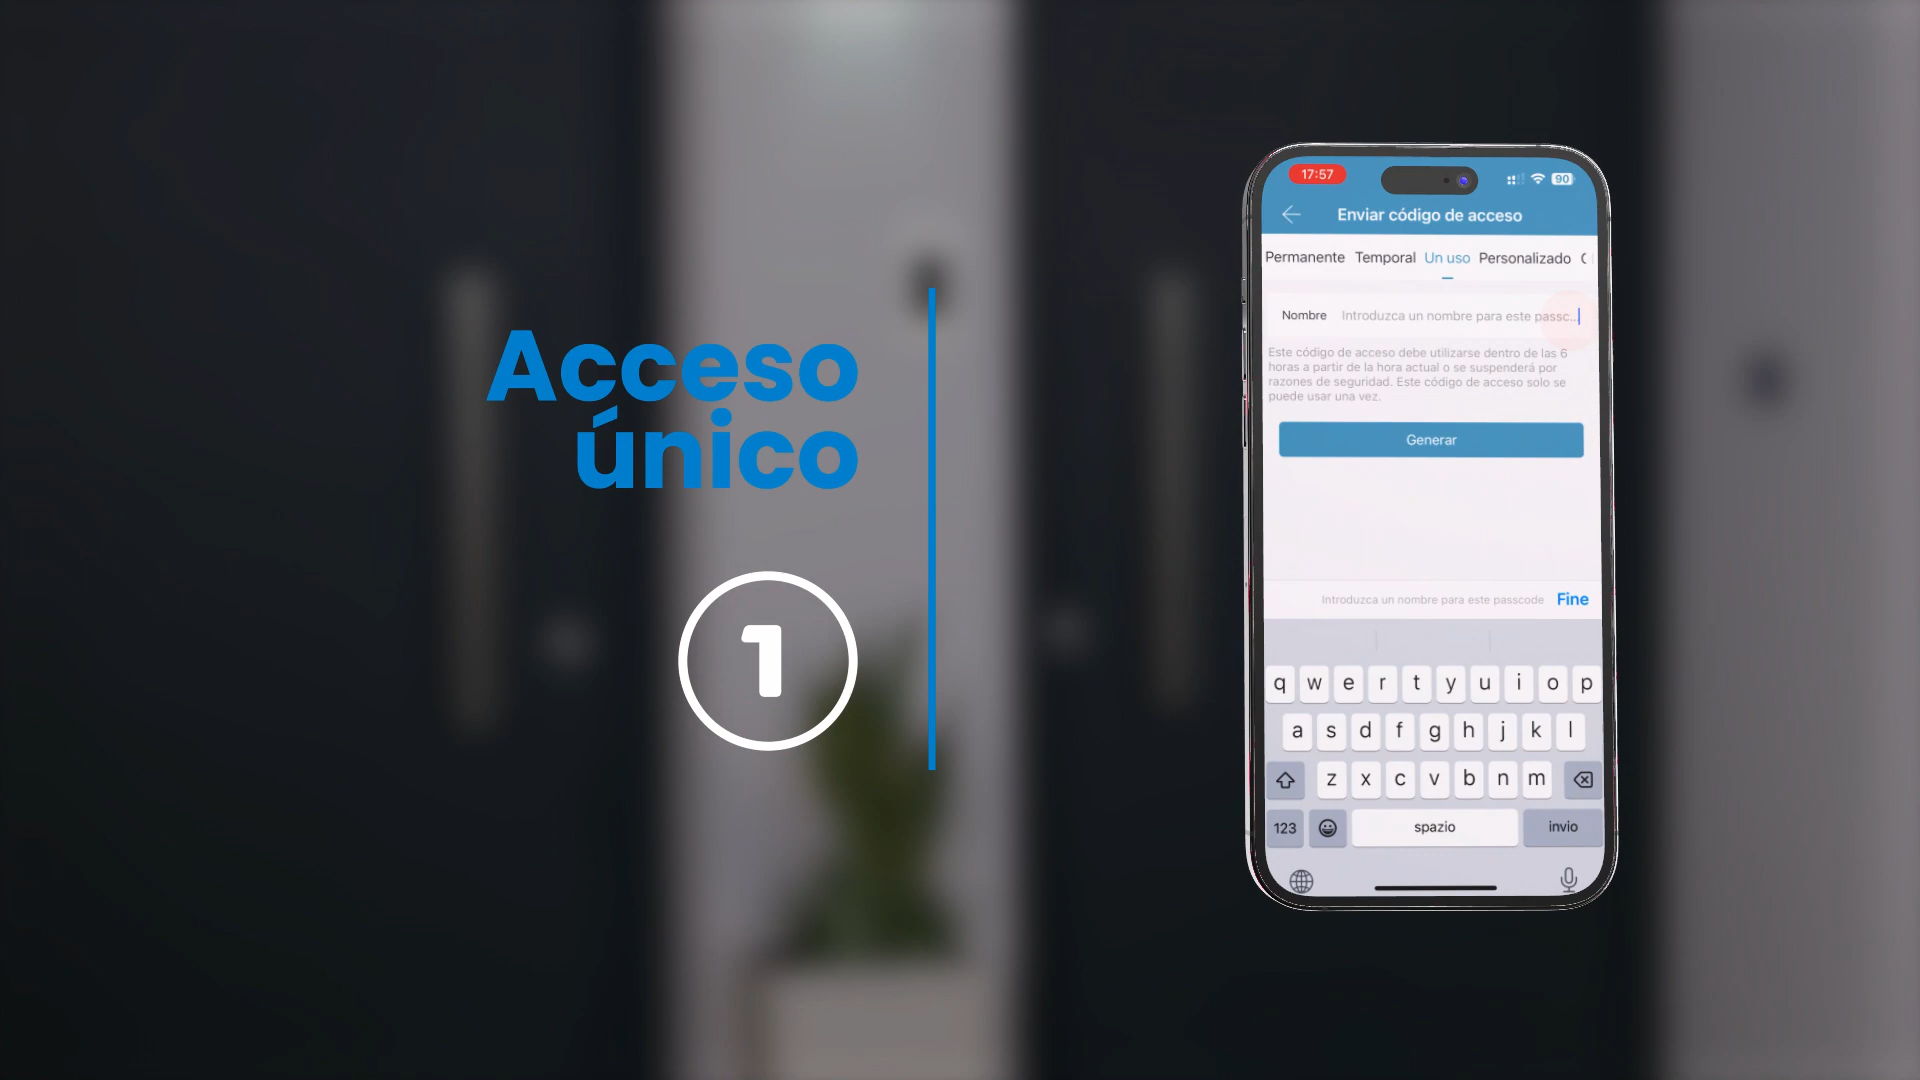 Acceso
único
1
17:57
90
Enviar código de acceso
Permanente Temporal Un uso Personalizado
Nombre Introduzca un nombre para este passc...
Este código de acceso debe utilizarse dentro de las 6
horas a partir de la hora actual o se suspenderá por
razones de seguridad. Este código de acceso solo se
puede usar una vez.
Generar
Introduzca un nombre para este passcode Fine
q w e r t y u i o p
a s d f g h j k l
z x c v b n m
123 spazio invio